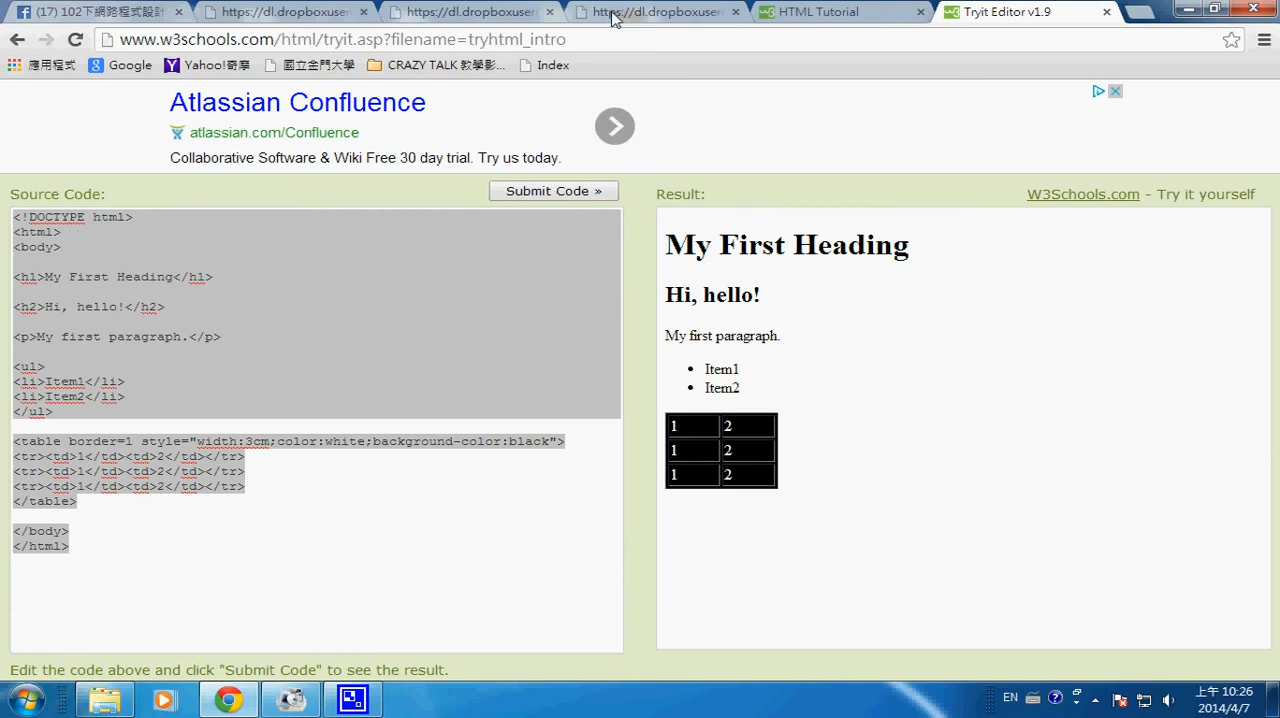 (17) 102下網路程式設計
https://dl.dropboxuser
https://dl.dropboxuser
https://dl.dropboxuser
HTML Tutorial
Tryit Editor v1.9
www.w3schools.com/html/tryit.asp?filename=tryhtml_intro
應用程式
Google
Yahoo!奇摩
國立金門大學
CRAZY TALK 教學影...
Index
Atlassian Confluence
atlassian.com/Confluence
Collaborative Software & Wiki Free 30 day trial. Try us today.
Source Code:
Submit Code »
<!DOCTYPE html>
<html>
<body>
<h1>My First Heading</h1>
<h2>Hi, hello!</h2>
<p>My first paragraph.</p>
<ul>
<li>Item1</li>
<li>Item2</li>
</ul>
<table border=1 style="width:3cm;color:white;background-color:black">
<tr><td>1</td><td>2</td></tr>
<tr><td>1</td><td>2</td></tr>
<tr><td>1</td><td>2</td></tr>
</table>
</body>
</html>
Result:
W3Schools.com - Try it yourself
My First Heading
Hi, hello!
My first paragraph.
• Item1
• Item2
1 2
1 2
1 2
Edit the code above and click "Submit Code" to see the result.
EN
上午 10:26
2014/4/7